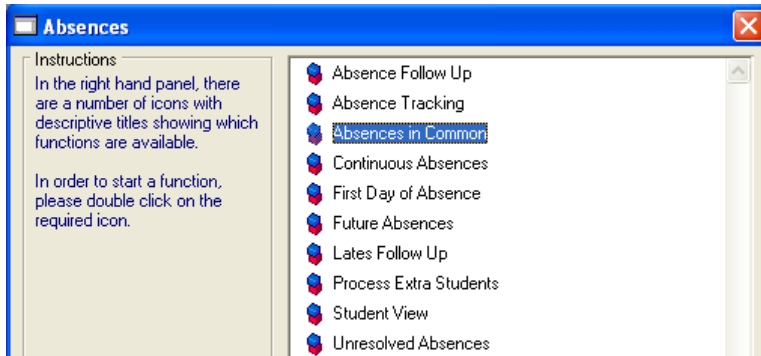 Absences
Instructions
In the right hand panel, there
are a number of icons with
descriptive titles showing which
functions are available.
In order to start a function,
please double click on the
required icon.
Absence Follow Up
Absence Tracking
Absences in Common
Continuous Absences
First Day of Absence
Future Absences
Lates Follow Up
Process Extra Students
Student View
Unresolved Absences